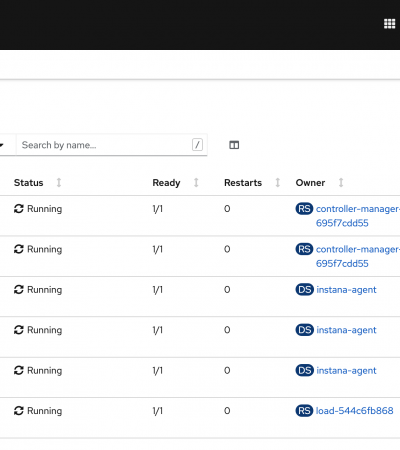 Search by name... /
Status Ready Restarts Owner
Running 1/1 0 RS controller-manager-
695f7cdd55
Running 1/1 0 RS controller-manager-
695f7cdd55
Running 1/1 0 DS instana-agent
Running 1/1 0 DS instana-agent
Running 1/1 0 DS instana-agent
Running 1/1 0 RS load-544c6fb868